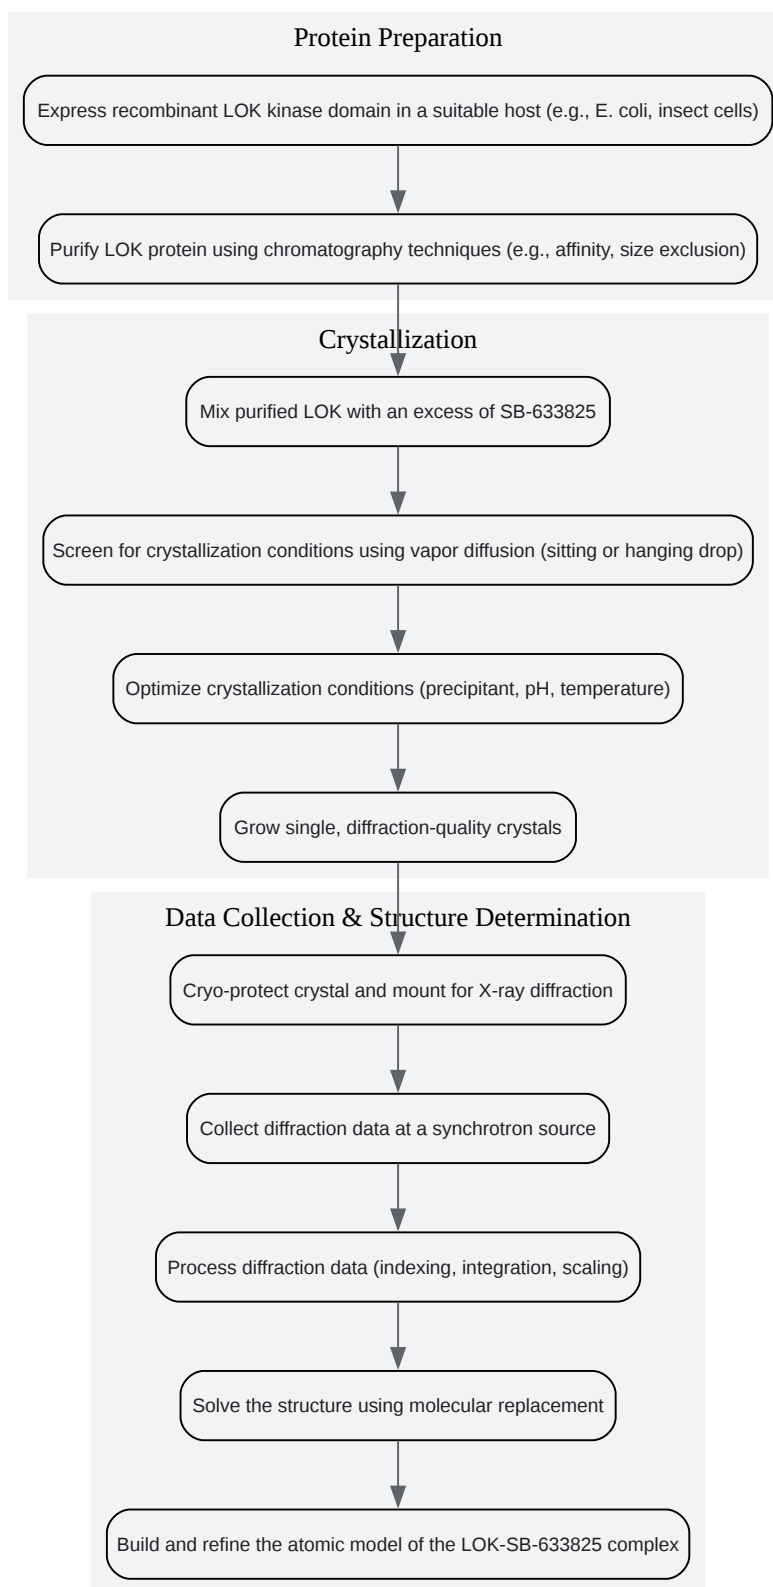 Protein Preparation
Express recombinant LOK kinase domain in a suitable host (e.g., E. coli, insect cells)
Purify LOK protein using chromatography techniques (e.g., affinity, size exclusion)
Crystallization
Mix purified LOK with an excess of SB-633825
Screen for crystallization conditions using vapor diffusion (sitting or hanging drop)
Optimize crystallization conditions (precipitant, pH, temperature)
Grow single, diffraction-quality crystals
Data Collection & Structure Determination
Cryo-protect crystal and mount for X-ray diffraction
Collect diffraction data at a synchrotron source
Process diffraction data (indexing, integration, scaling)
Solve the structure using molecular replacement
Build and refine the atomic model of the LOK-SB-633825 complex